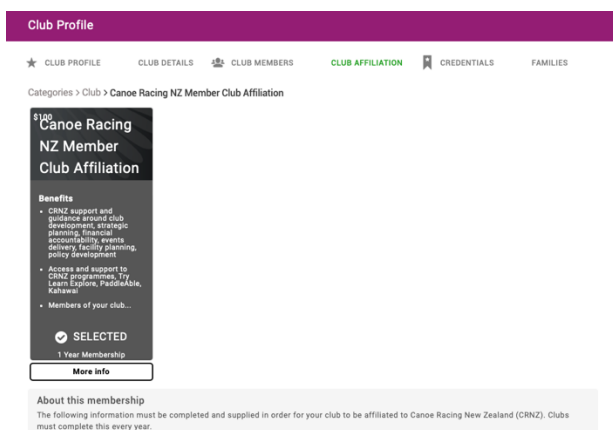 Club Profile
CLUB PROFILE CLUB DETAILS CLUB MEMBERS CLUB AFFILIATION CREDENTIALS FAMILIES
Categories > Club > Canoe Racing NZ Member Club Affiliation
$100
Canoe Racing
NZ Member
Club Affiliation
Benefits
• CRNZ support and
guidance around club
development, strategic
planning, financial
accountability, events
delivery, facility planning,
policy development
• Access and support to
CRNZ programmes, Try
Learn Explore, PaddleAble,
Kahawai
• Members of your club...
SELECTED
1 Year Membership
More info
About this membership
The following information must be completed and supplied in order for your club to be affiliated to Canoe Racing New Zealand (CRNZ). Clubs
must complete this every year.